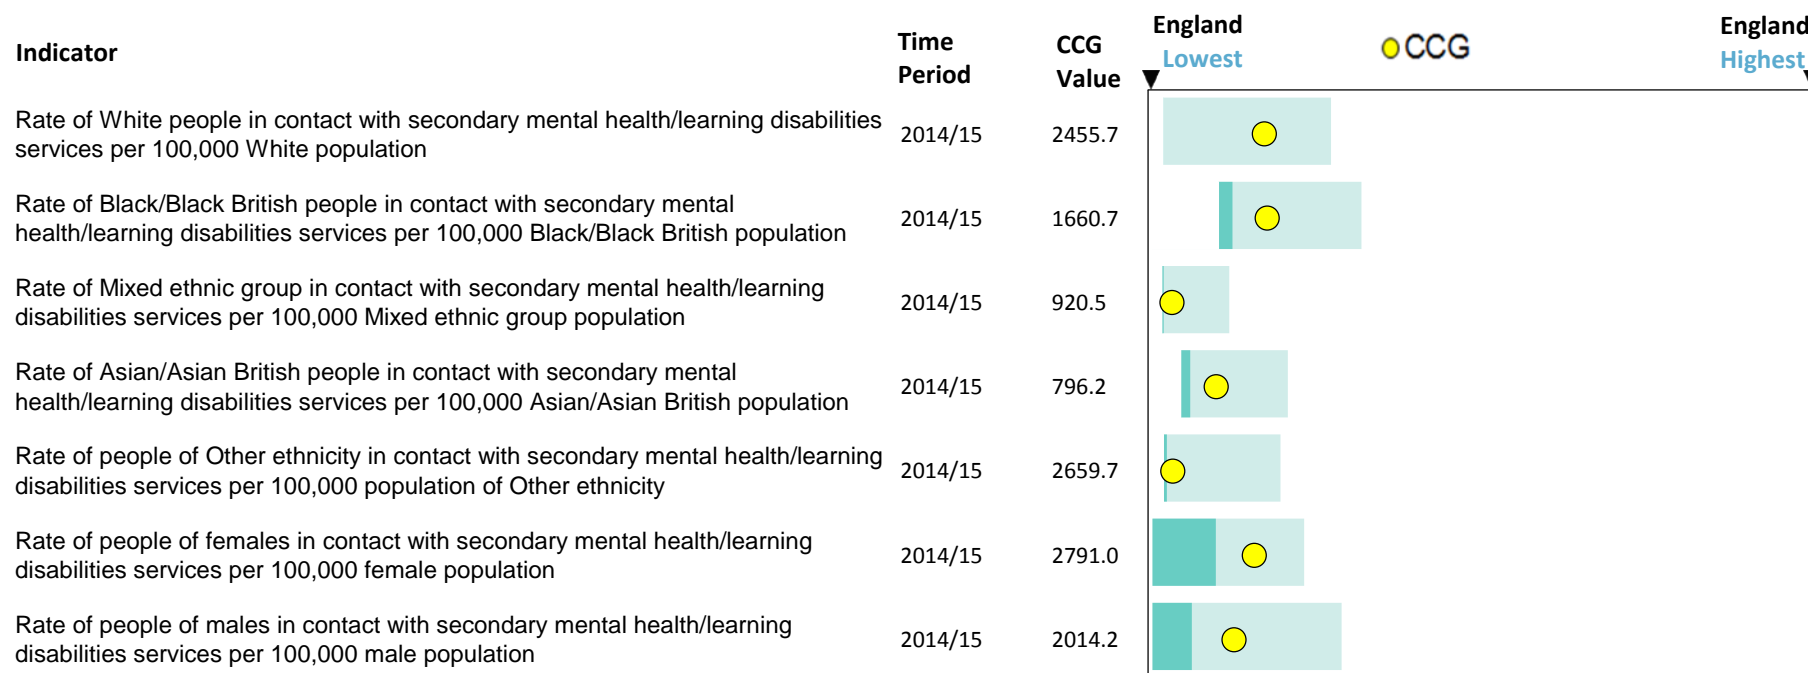 Indicator
Time
Period
CCG
Value
England
Lowest
CCG
England
Highest
Rate of White people in contact with secondary mental health/learning disabilities
services per 100,000 White population
2014/15
2455.7
Rate of Black/Black British people in contact with secondary mental
health/learning disabilities services per 100,000 Black/Black British population
2014/15
1660.7
Rate of Mixed ethnic group in contact with secondary mental health/learning
disabilities services per 100,000 Mixed ethnic group population
2014/15
920.5
Rate of Asian/Asian British people in contact with secondary mental
health/learning disabilities services per 100,000 Asian/Asian British population
2014/15
796.2
Rate of people of Other ethnicity in contact with secondary mental health/learning
disabilities services per 100,000 population of Other ethnicity
2014/15
2659.7
Rate of people of females in contact with secondary mental health/learning
disabilities services per 100,000 female population
2014/15
2791.0
Rate of people of males in contact with secondary mental health/learning
disabilities services per 100,000 male population
2014/15
2014.2